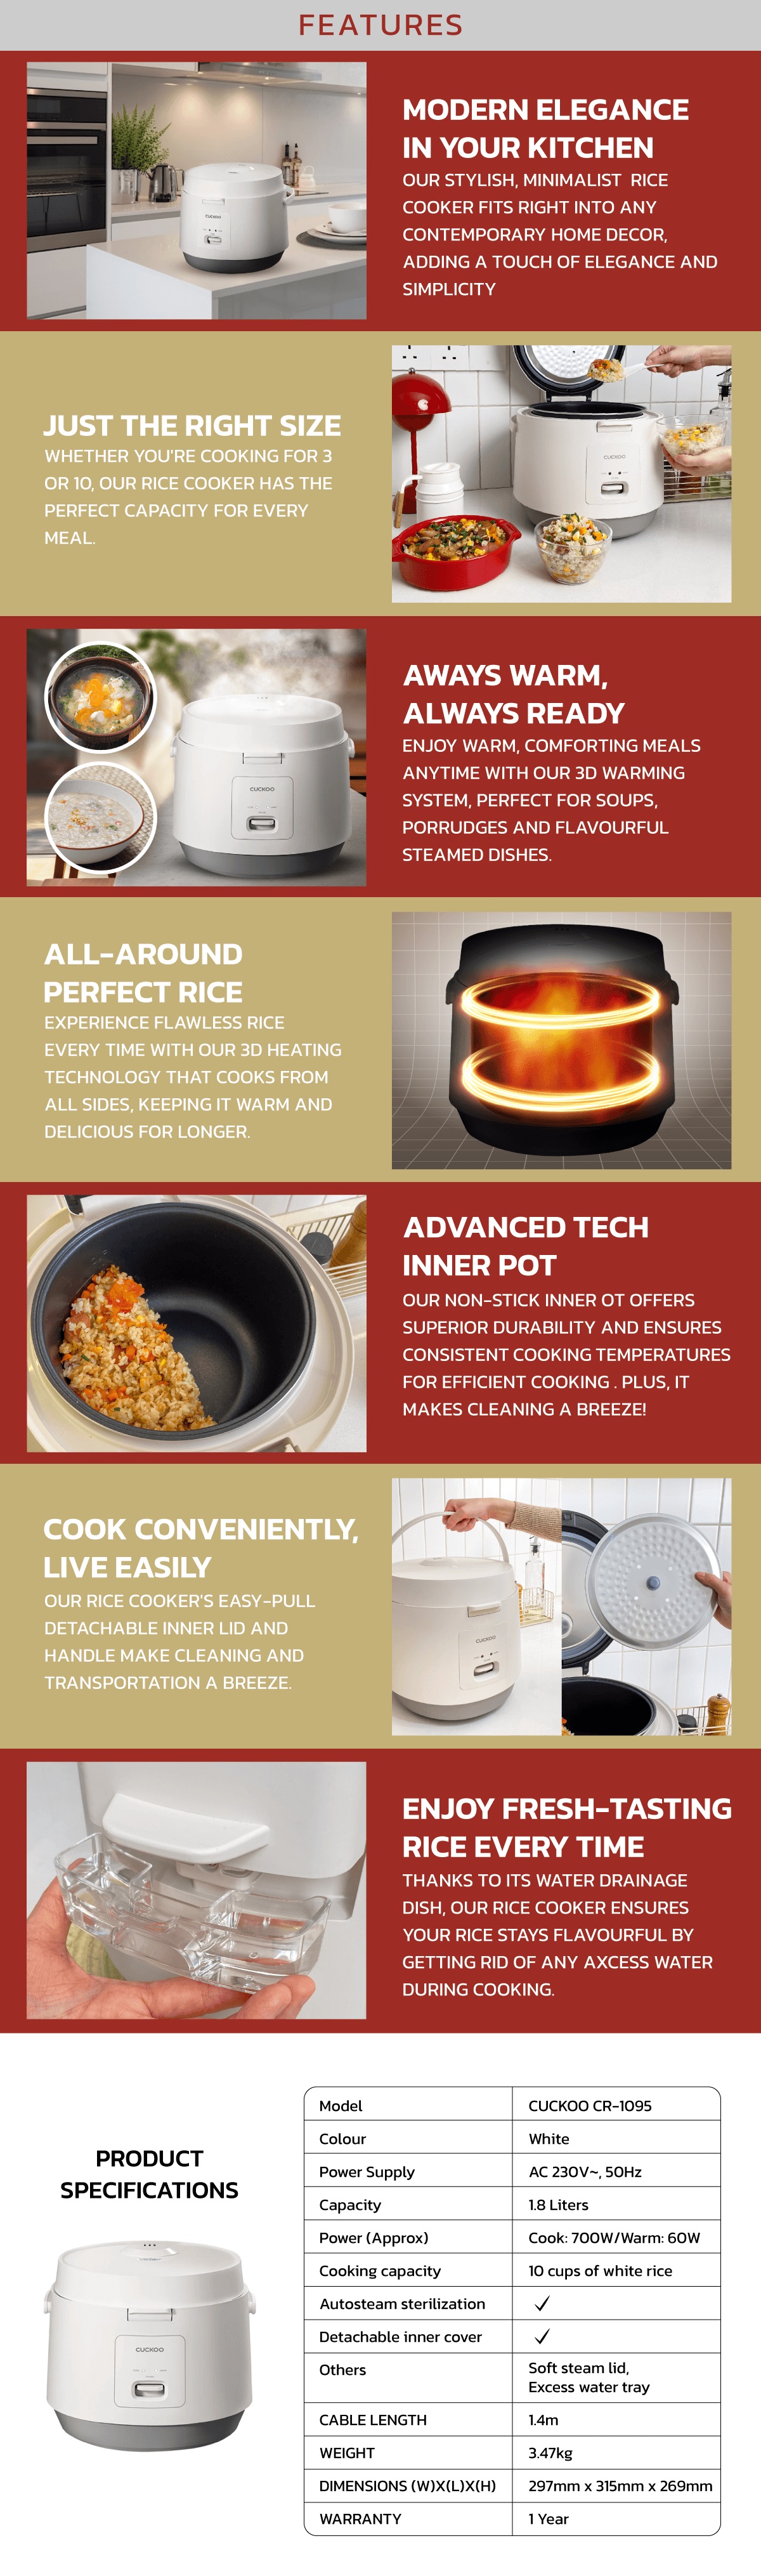 FEATURES
MODERN ELEGANCE
IN YOUR KITCHEN
OUR STYLISH, MINIMALIST RICE
COOKER FITS RIGHT INTO ANY
CONTEMPORARY HOME DECOR,
ADDING A TOUCH OF ELEGANCE AND
SIMPLICITY
CUCKOO
JUST THE RIGHT SIZE
WHETHER YOU'RE COOKING FOR 3
OR 10, OUR RICE COOKER HAS THE
PERFECT CAPACITY FOR EVERY
MEAL.
CUCKOO
AWAYS WARM,
ALWAYS READY
ENJOY WARM, COMFORTING MEALS
ANYTIME WITH OUR 3D WARMING
SYSTEM, PERFECT FOR SOUPS,
PORRUDGES AND FLAVOURFUL
STEAMED DISHES.
CUCKOO
ALL-AROUND
PERFECT RICE
EXPERIENCE FLAWLESS RICE
EVERY TIME WITH OUR 3D HEATING
TECHNOLOGY THAT COOKS FROM
ALL SIDES, KEEPING IT WARM AND
DELICIOUS FOR LONGER.
ADVANCED TECH
INNER POT
OUR NON-STICK INNER OT OFFERS
SUPERIOR DURABILITY AND ENSURES
CONSISTENT COOKING TEMPERATURES
FOR EFFICIENT COOKING . PLUS, IT
MAKES CLEANING A BREEZE!
COOK CONVENIENTLY,
LIVE EASILY
OUR RICE COOKER'S EASY-PULL
DETACHABLE INNER LID AND
HANDLE MAKE CLEANING AND
TRANSPORTATION A BREEZE.
CUCKOO
ENJOY FRESH-TASTING
RICE EVERY TIME
THANKS TO ITS WATER DRAINAGE
DISH, OUR RICE COOKER ENSURES
YOUR RICE STAYS FLAVOURFUL BY
GETTING RID OF ANY AXCESS WATER
DURING COOKING.
PRODUCT
SPECIFICATIONS
CUCKOO
Model CUCKOO CR-1095
Colour White
Power Supply AC 230V~, 50Hz
Capacity 1.8 Liters
Power (Approx) Cook: 700W/Warm: 60W
Cooking capacity 10 cups of white rice
Autosteam sterilization ✓
Detachable inner cover ✓
Others Soft steam lid,
Excess water tray
CABLE LENGTH 1.4m
WEIGHT 3.47kg
DIMENSIONS (W)X(L)X(H) 297mm x 315mm x 269mm
WARRANTY 1 Year